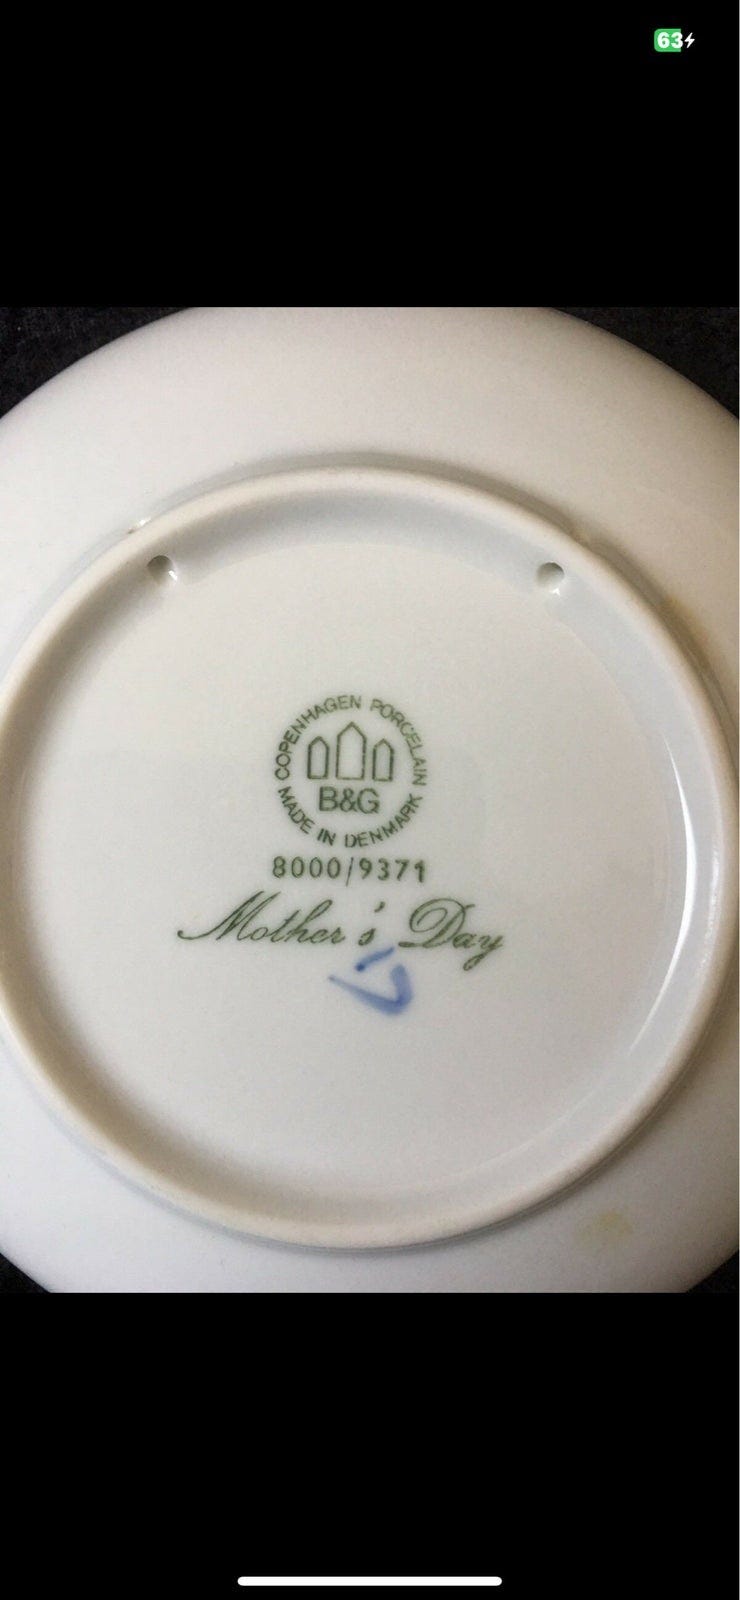 63
COPENHAGEN PORCELAIN
B&G
MADE IN DENMARK
8000/9371
Mother's Day